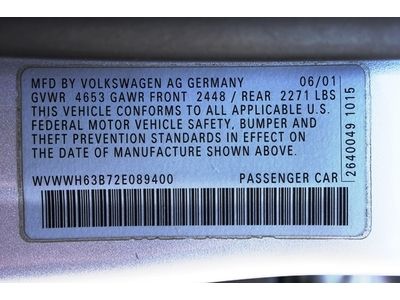 MFD BY VOLKSWAGEN AG GERMANY 06/01
GVWR 4653 GAWR FRONT 2448 / REAR 2271 LBS
THIS VEHICLE CONFORMS TO ALL APPLICABLE U.S.
FEDERAL MOTOR VEHICLE SAFETY, BUMPER AND
THEFT PREVENTION STANDARDS IN EFFECT ON
THE DATE OF MANUFACTURE SHOWN ABOVE.
WVWWH63B72E089400 PASSENGER CAR
2640049 1015